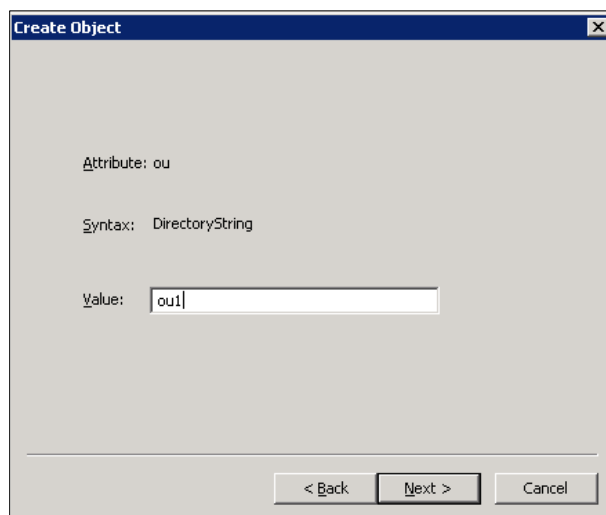 Create Object
Attribute: ou
Syntax: DirectoryString
Value: ou1
< Back Next > Cancel